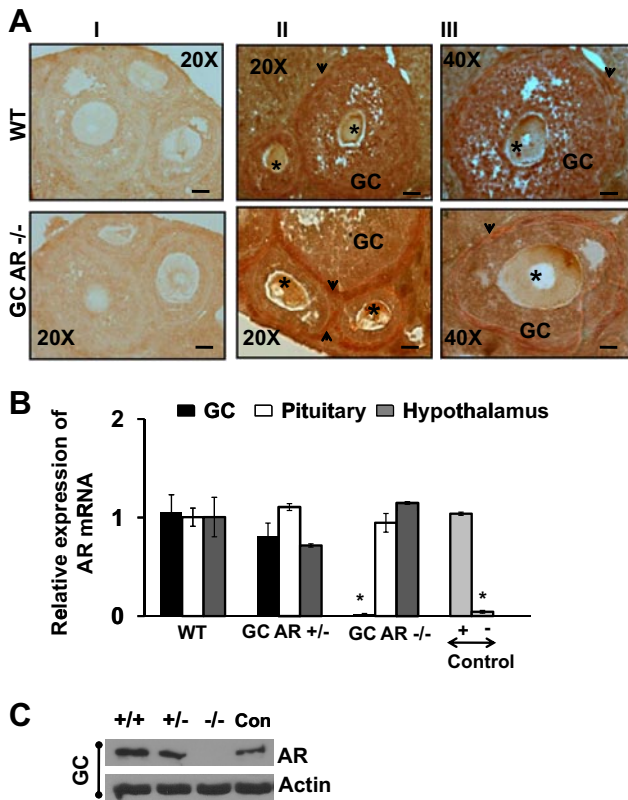 A
I II III
WT
20X
20X
40X
*
*
*
GC
GC
GC AR -/-
20X
20X
40X
GC
*
*
*
GC
B
GC Pituitary Hypothalamus
Relative expression of
AR mRNA
2
1
0
*
*
WT GC AR +/- GC AR -/- + -
Control
C
+/+ +/- -/- Con
GC
AR
Actin